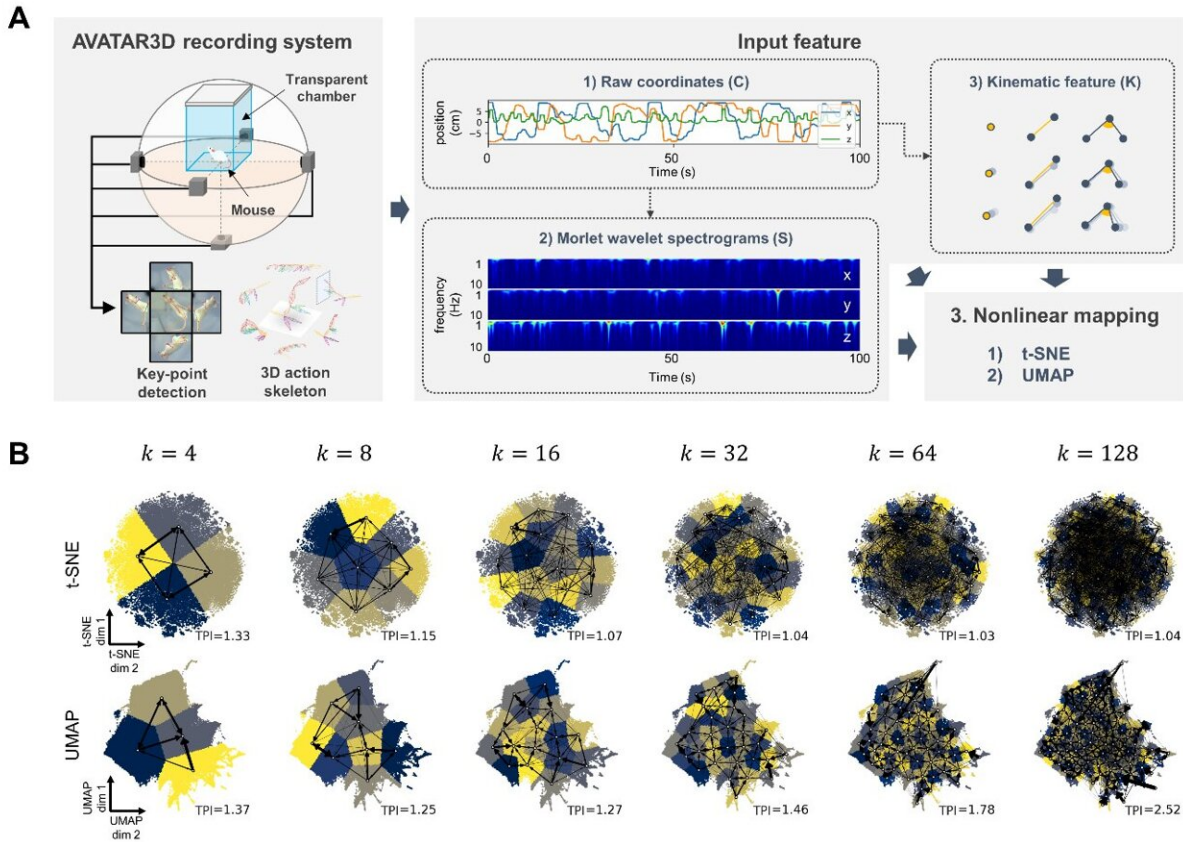 A
AVATAR3D recording system
Transparent
chamber
Mouse
Key-point
detection
3D action
skeleton
Input feature
1) Raw coordinates (C)
position
(cm)
5
0
−5
x
y
z
0
50
100
Time (s)
2) Morlet wavelet spectrograms (S)
frequency
(Hz)
1
10
1
10
1
10
x
y
z
0
50
100
Time (s)
3) Kinematic feature (K)
3. Nonlinear mapping
1) t-SNE
2) UMAP
B
k = 4
k = 8
k = 16
k = 32
k = 64
k = 128
t-SNE
t-SNE
dim 1
t-SNE
dim 2
TPI=1.33
TPI=1.15
TPI=1.07
TPI=1.04
TPI=1.03
TPI=1.04
UMAP
UMAP
dim 1
UMAP
dim 2
TPI=1.37
TPI=1.25
TPI=1.27
TPI=1.46
TPI=1.78
TPI=2.52